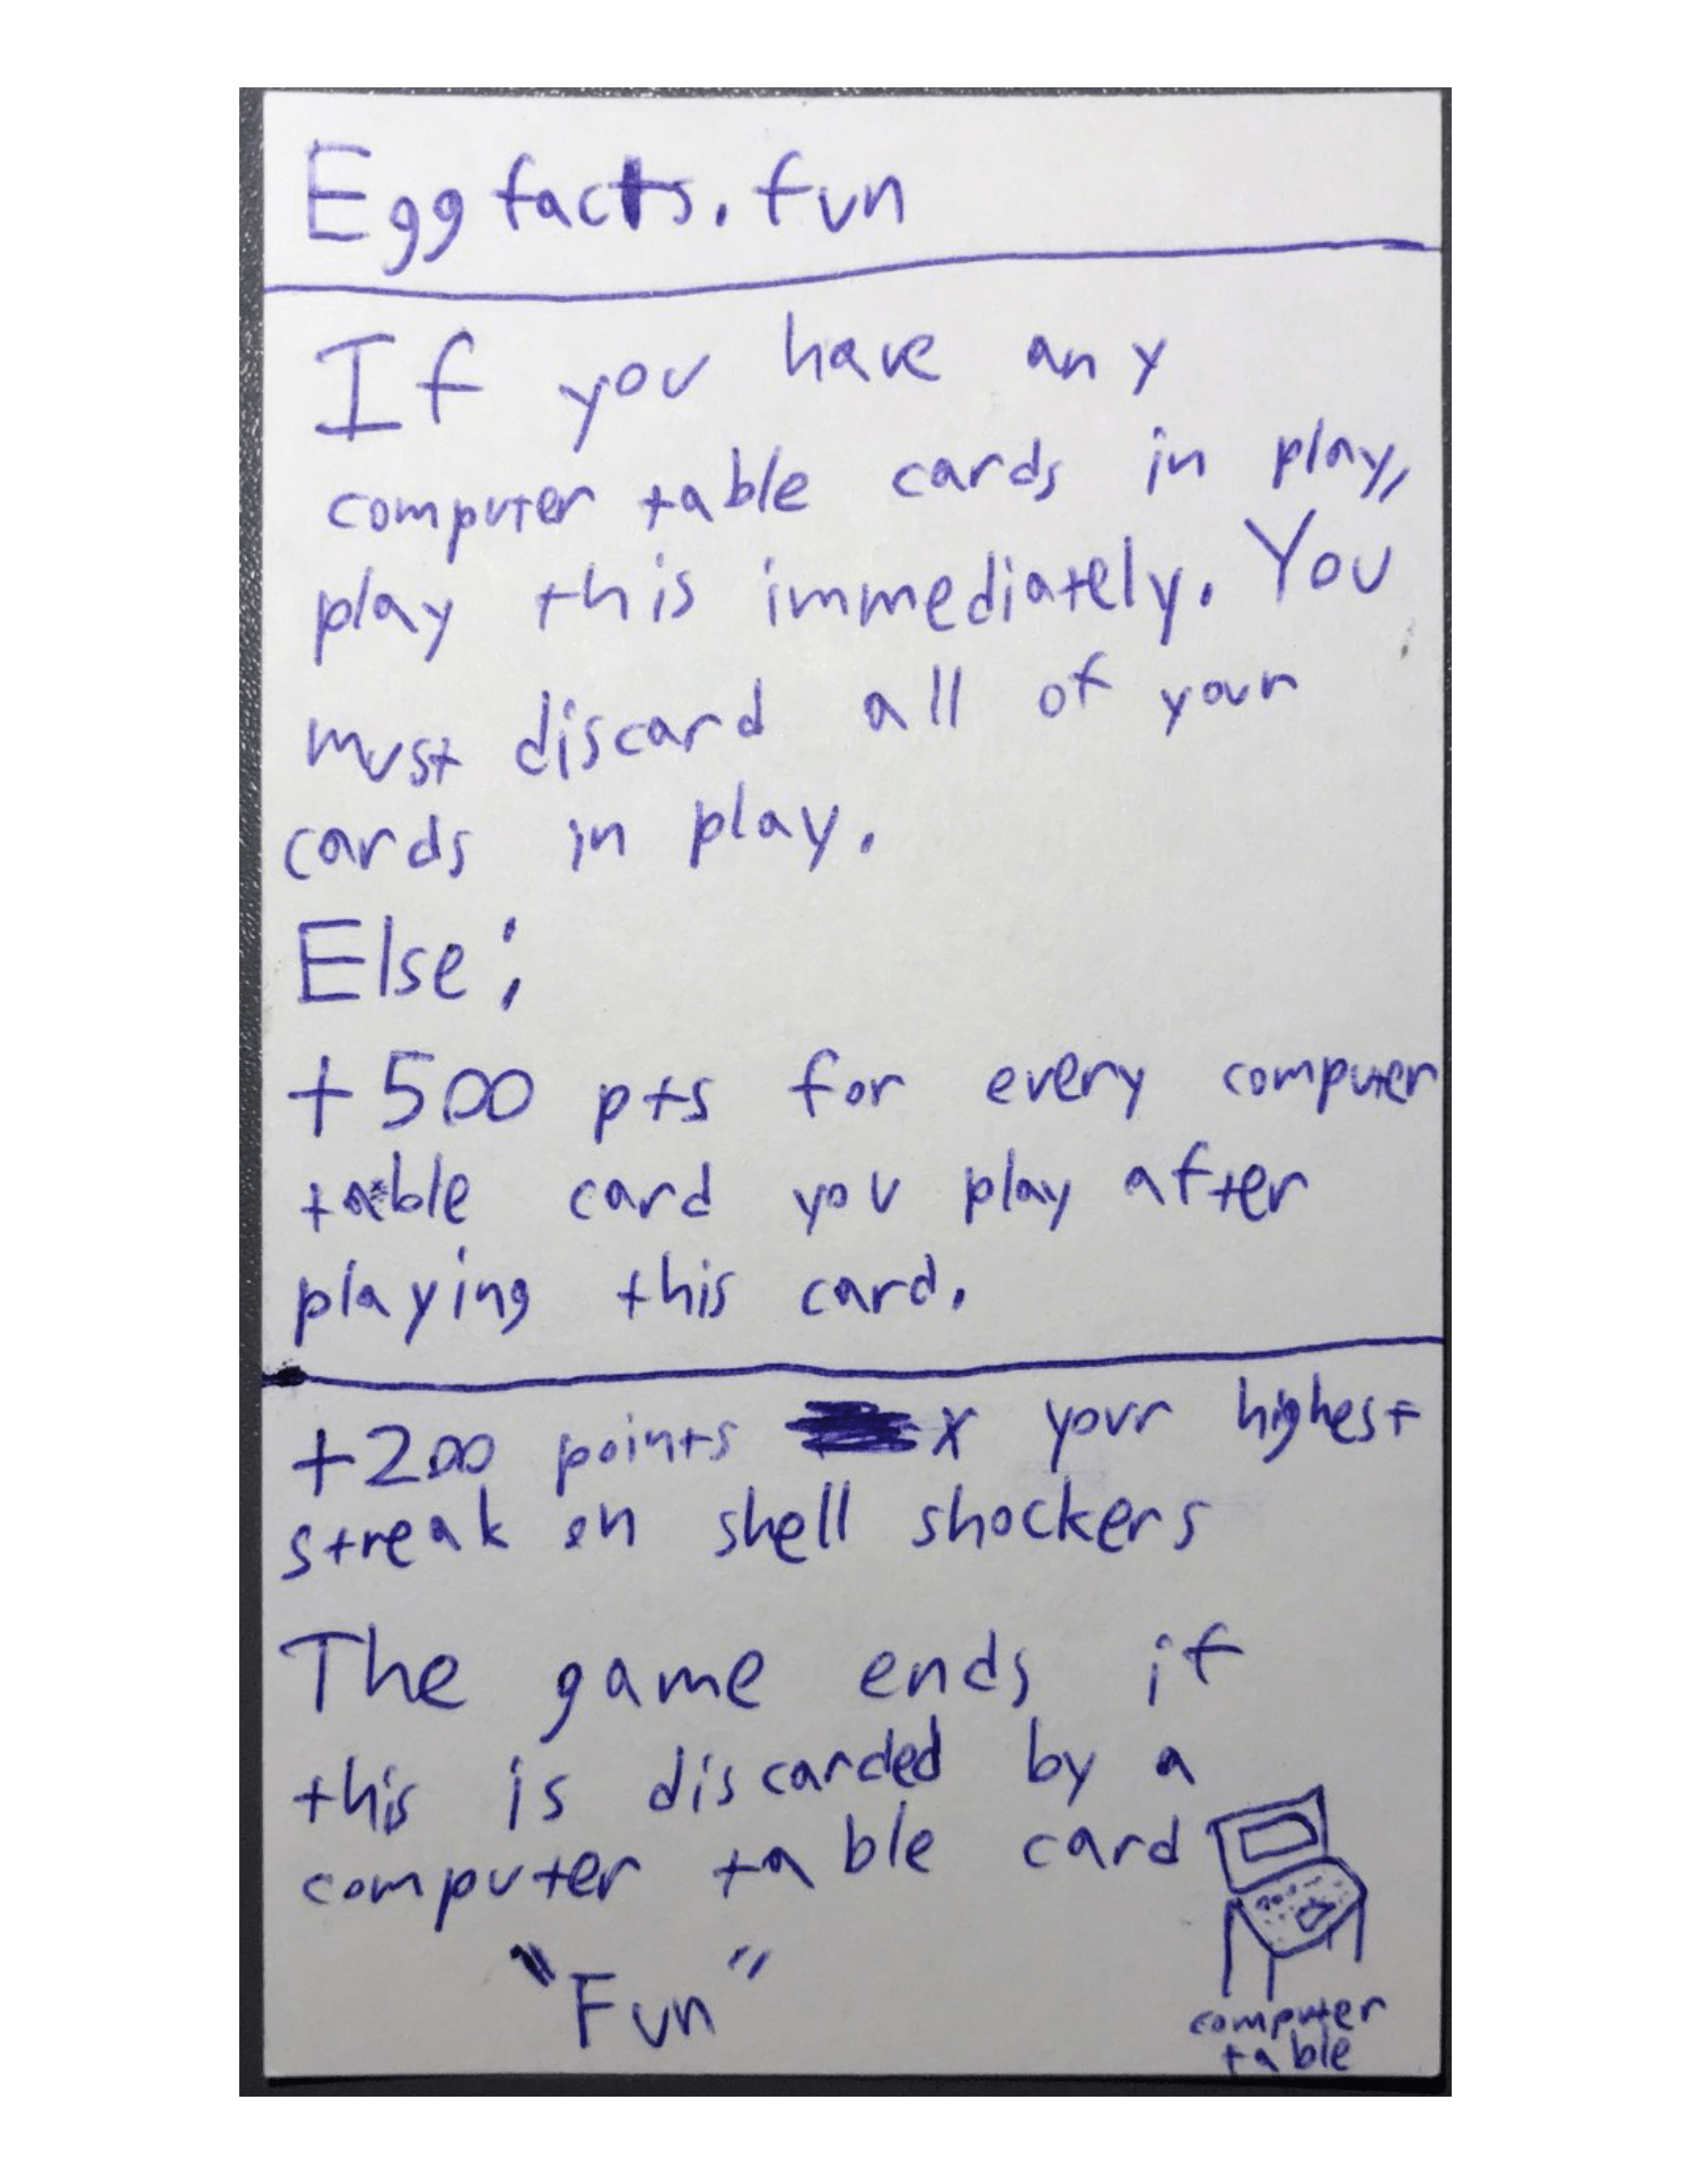 Eggfacts.fun
If you have any
computer table cards in play,
play this immediately. You
must discard all of your
cards in play.
Else:
+500 pts for every computer
table card you play after
playing this card.
+200 points x your highest
streak on shell shockers
The game ends if
this is discarded by a
computer table card
"Fun"
computer
table